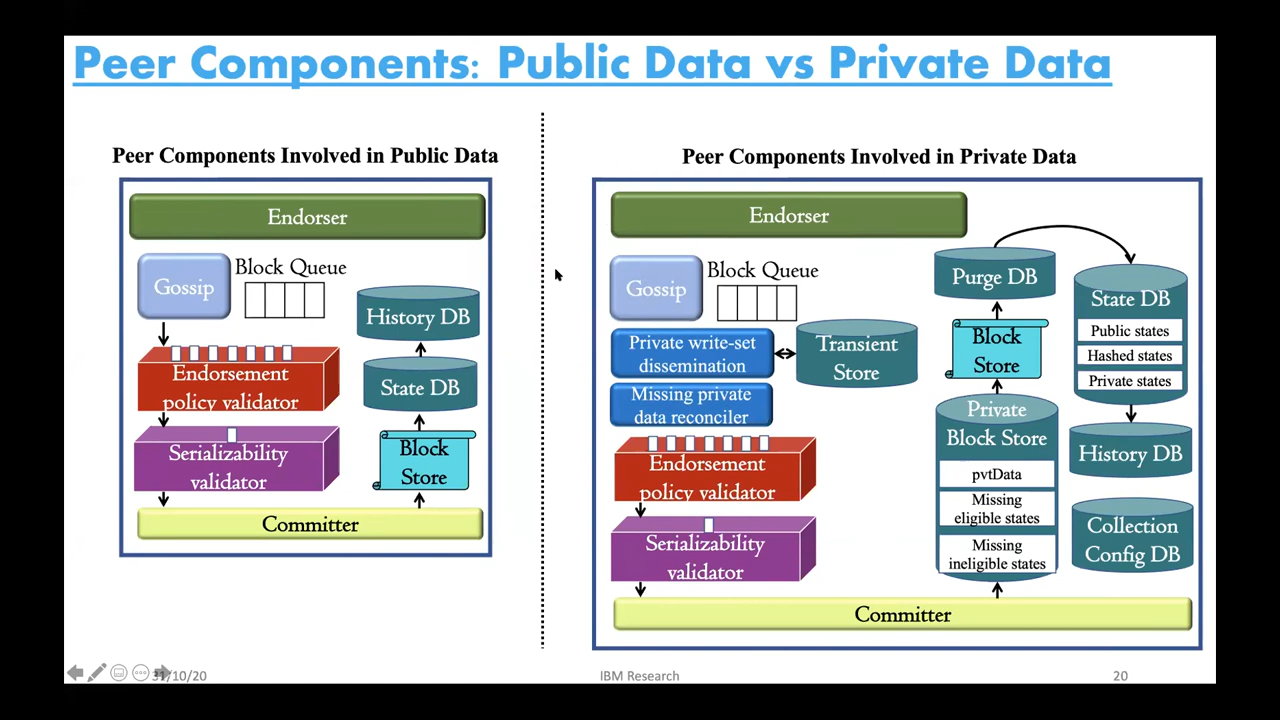 Peer Components: Public Data vs Private Data
Peer Components Involved in Public Data
Endorser
Gossip
Block Queue
History DB
Endorsement
policy validator
State DB
Serializability
validator
Block
Store
Committer
Peer Components Involved in Private Data
Endorser
Gossip
Block Queue
Private write-set
dissemination
Transient
Store
Missing private
data reconciler
Endorsement
policy validator
Serializability
validator
Purge DB
Block
Store
Private
Block Store
pvtData
Missing
eligible states
Missing
ineligible states
State DB
Public states
Hashed states
Private states
History DB
Collection
Config DB
Committer
31/10/20
IBM Research
20